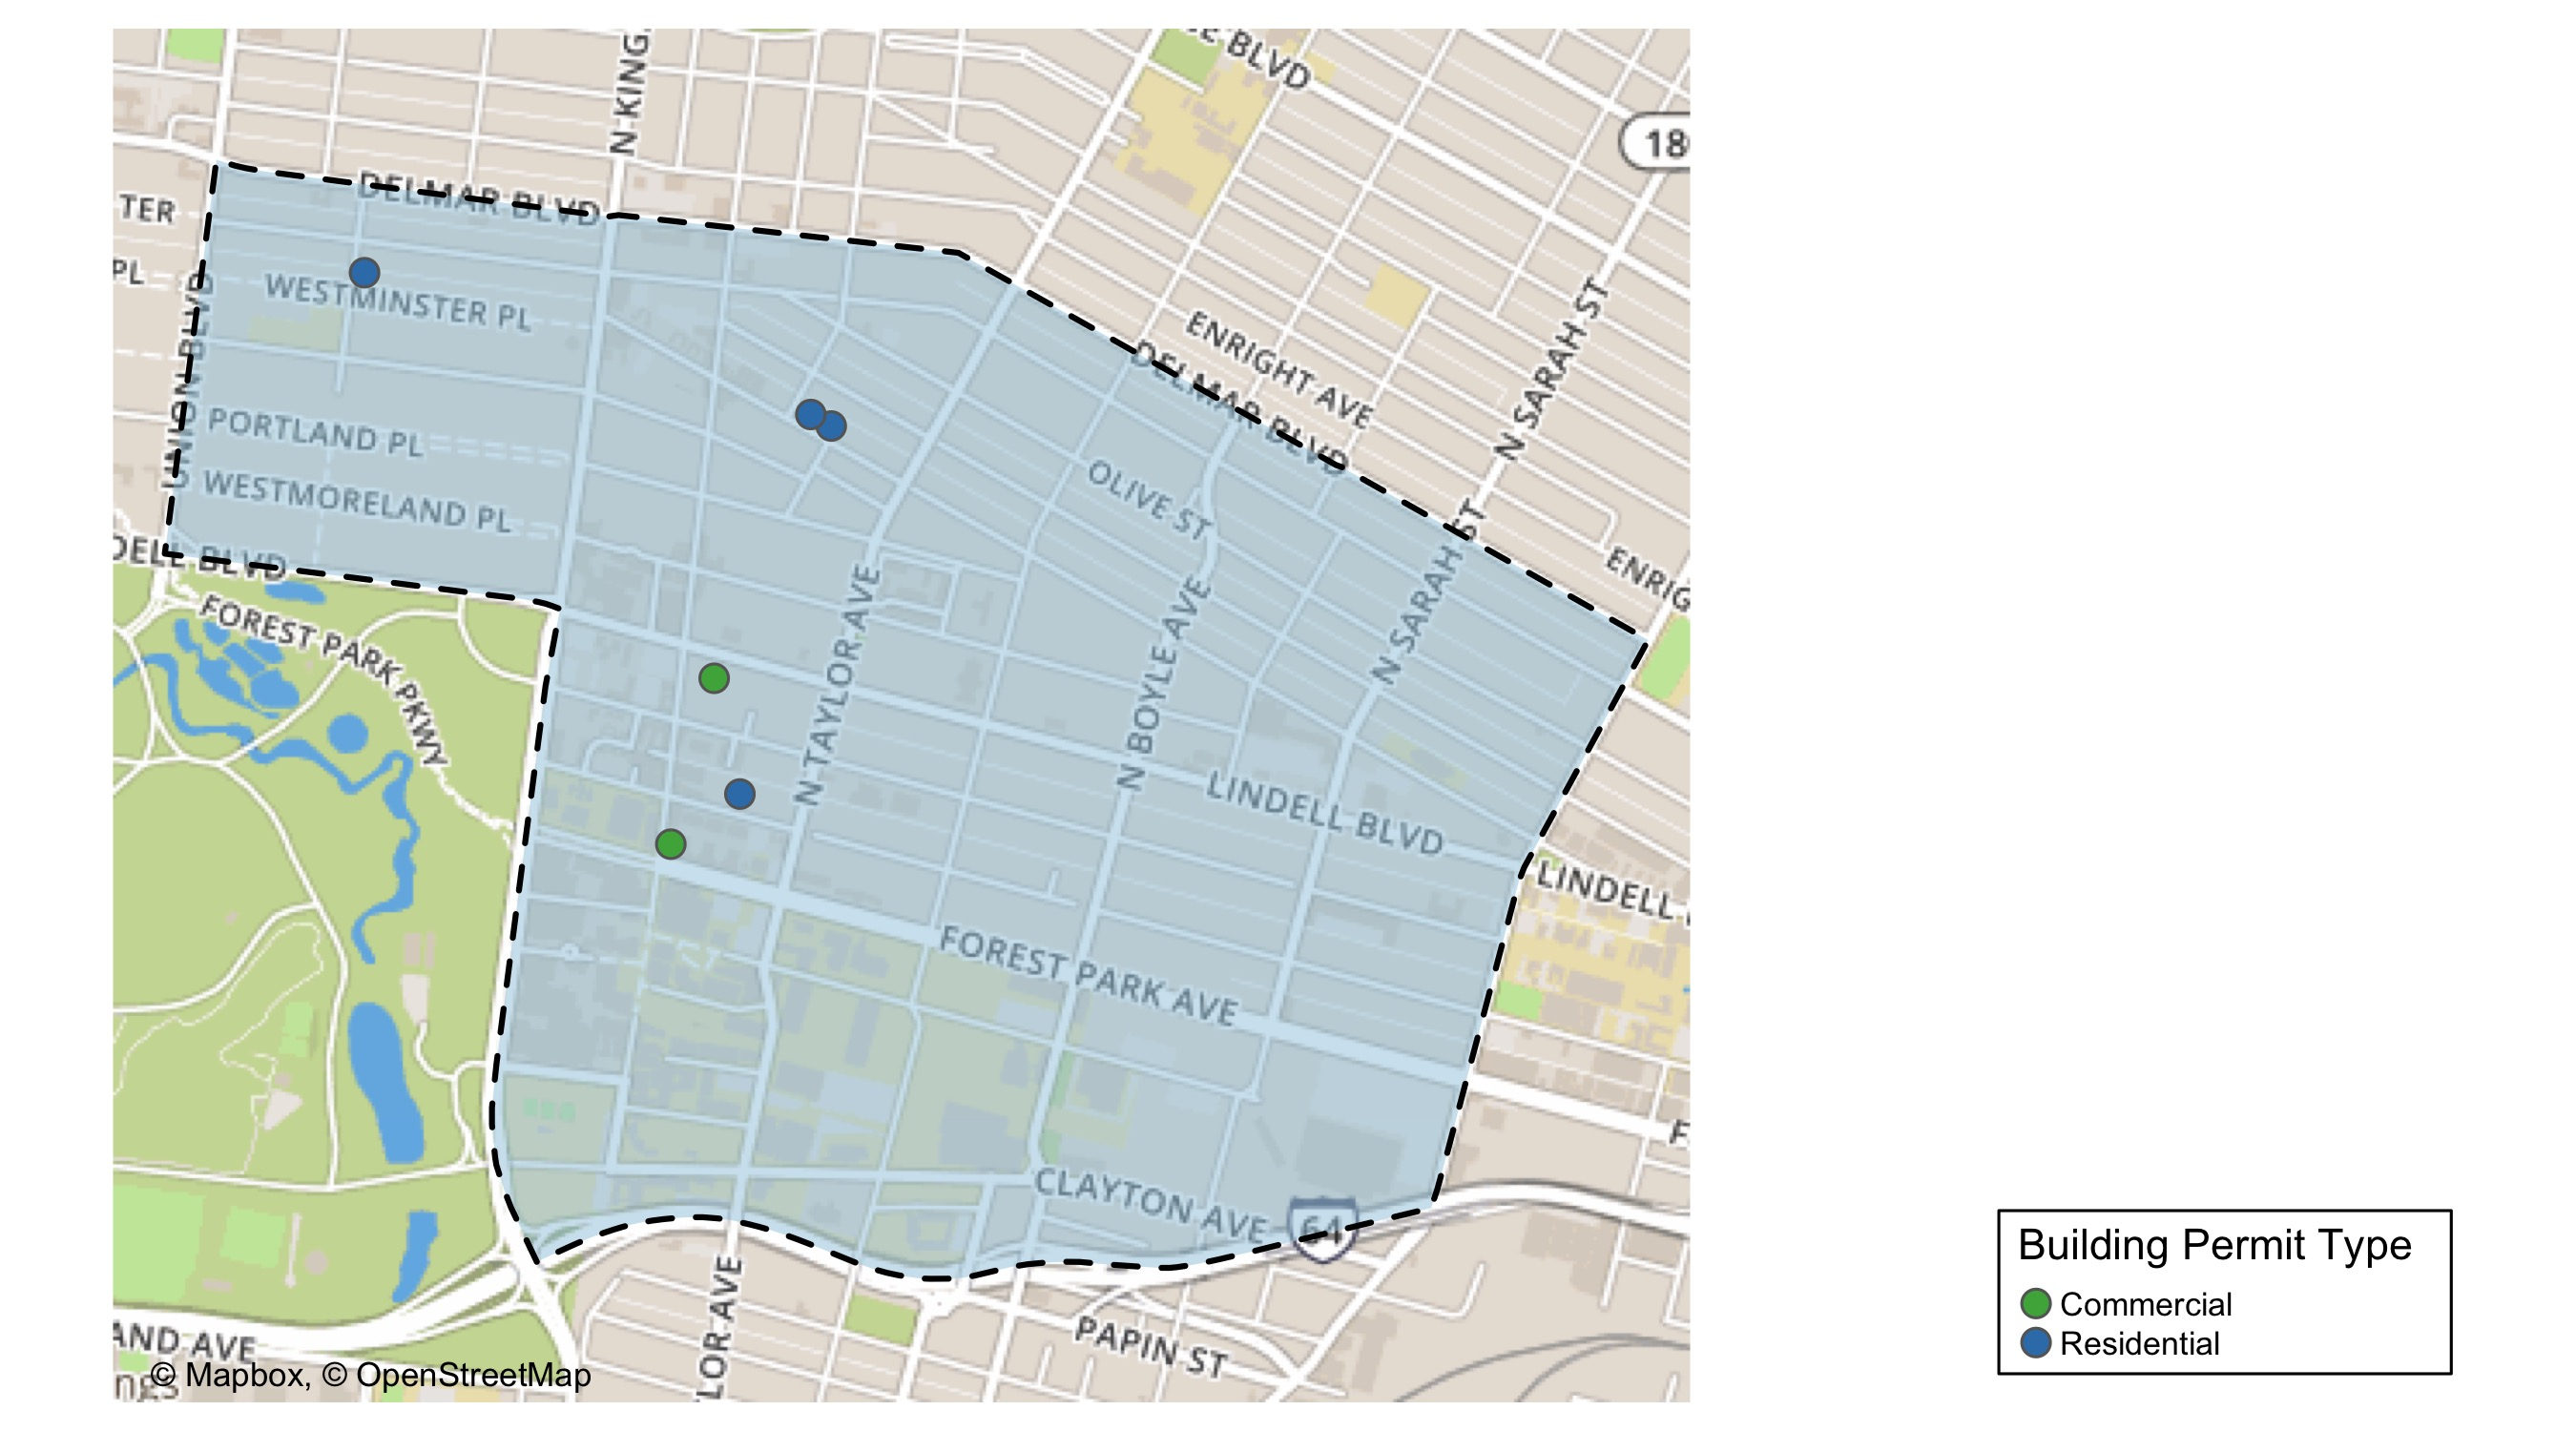 BLVD
N KING
18
DELMAR BLVD
TER
PL
WESTMINSTER PL
UNION BLVD
ENRIGHT AVE
N SARAH ST
DELMAR BLVD
PORTLAND PL
OLIVE ST
WESTMORELAND PL
DELL BLVD
ENRIG
FOREST PARK PKWY
N TAYLOR AVE
N BOYLE AVE
N SARAH ST
LINDELL BLVD
LINDELL
FOREST PARK AVE
F
CLAYTON AVE
64
LOR AVE
PAPIN ST
AND AVE
© Mapbox, © OpenStreetMap
Building Permit Type
Commercial
Residential